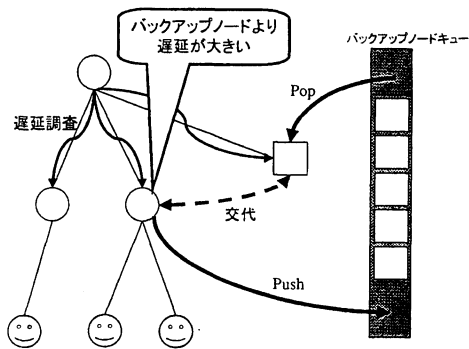 バックアップノードより
遅延が大きい
バックアップノードキュー
Pop
遅延調査
交代
Push